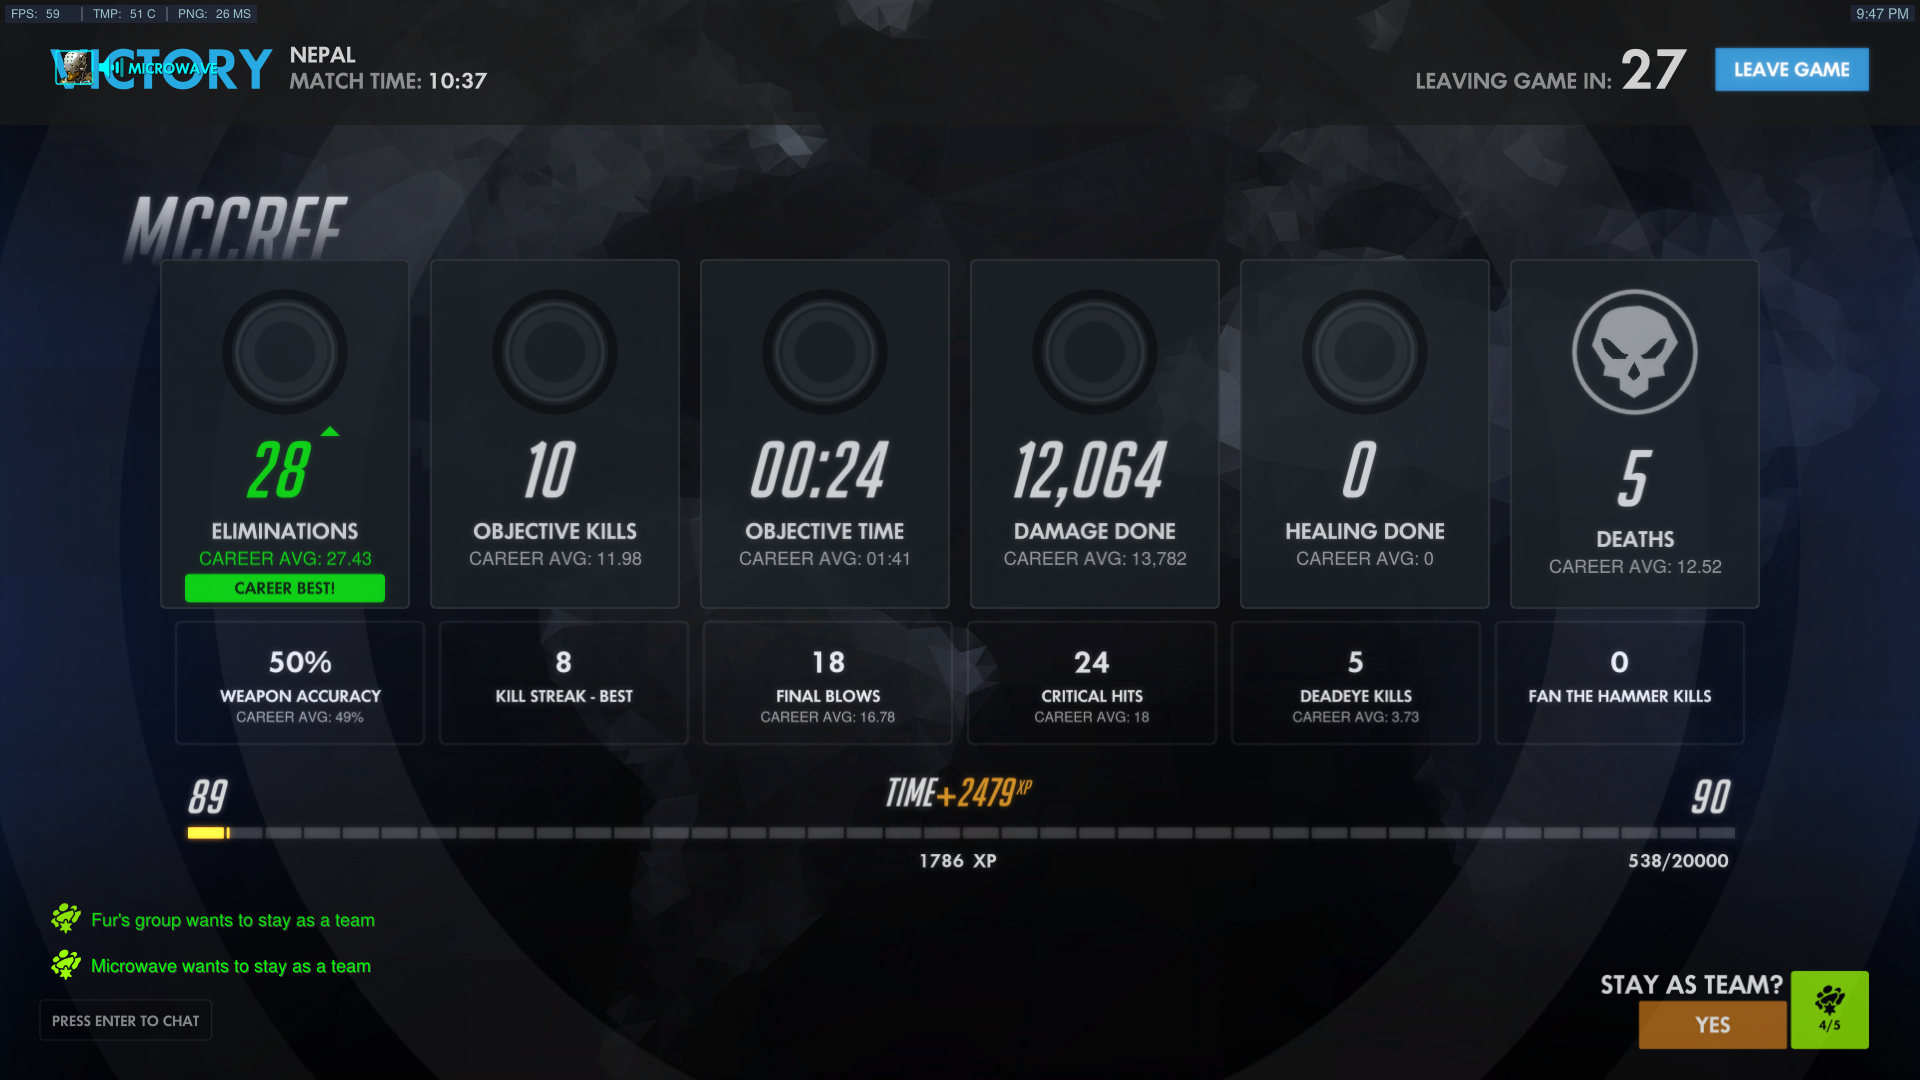 FPS: 59 | TMP: 51 C | PNG: 26 MS
9:47 PM
VICTORY
MICROWAVE
NEPAL
MATCH TIME: 10:37
LEAVING GAME IN: 27
LEAVE GAME
MCCREE
28
ELIMINATIONS
CAREER AVG: 27.43
CAREER BEST!
10
OBJECTIVE KILLS
CAREER AVG: 11.98
00:24
OBJECTIVE TIME
CAREER AVG: 01:41
12,064
DAMAGE DONE
CAREER AVG: 13,782
0
HEALING DONE
CAREER AVG: 0
5
DEATHS
CAREER AVG: 12.52
50%
WEAPON ACCURACY
CAREER AVG: 49%
8
KILL STREAK - BEST
18
FINAL BLOWS
CAREER AVG: 16.78
24
CRITICAL HITS
CAREER AVG: 18
5
DEADEYE KILLS
CAREER AVG: 3.73
0
FAN THE HAMMER KILLS
89
TIME+2479XP
90
1786 XP
538/20000
Fur's group wants to stay as a team
Microwave wants to stay as a team
PRESS ENTER TO CHAT
STAY AS TEAM?
YES
4/5